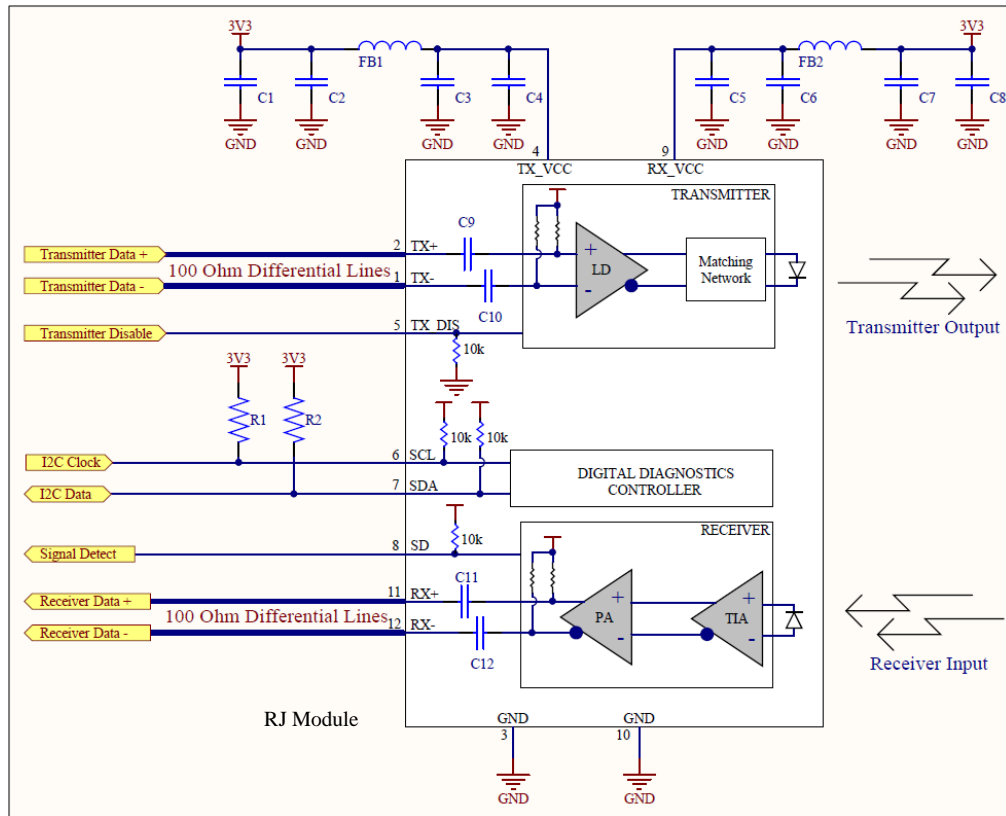 3V3
3V3
FB1
FB2
C1
C2
C3
C4
C5
C6
C7
C8
GND
GND
GND
GND
GND
GND
GND
GND
4
9
TX_VCC
RX_VCC
TRANSMITTER
C9
Transmitter Data +
2
TX+
100 Ohm Differential Lines
+
LD
Matching
Network
Transmitter Data -
1
TX-
-
C10
Transmitter Disable
5
TX_DIS
10k
Transmitter Output
3V3
3V3
R1
R2
10k
10k
I2C Clock
6
SCL
DIGITAL DIAGNOSTICS
CONTROLLER
I2C Data
7
SDA
RECEIVER
10k
Signal Detect
8
SD
C11
Receiver Data +
11
RX+
100 Ohm Differential Lines
+
PA
-
+
TIA
-
Receiver Data -
12
RX-
C12
Receiver Input
RJ Module
GND
GND
3
10
GND
GND